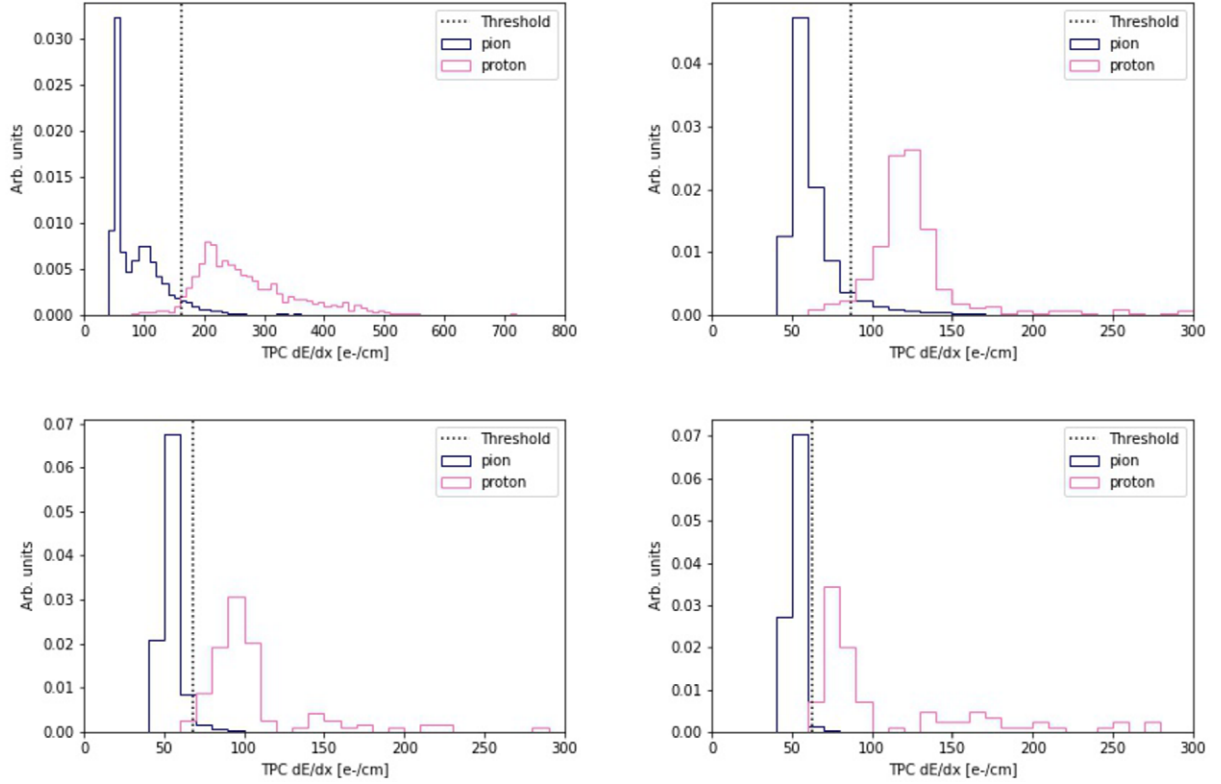 0.030
0.025
0.020
0.015
0.010
0.005
0.000
Arb. units
0 100 200 300 400 500 600 700 800
TPC dE/dx [e-/cm]
Threshold
pion
proton
0.04
0.03
0.02
0.01
0.00
Arb. units
0 50 100 150 200 250 300
TPC dE/dx [e-/cm]
Threshold
pion
proton
0.07
0.06
0.05
0.04
0.03
0.02
0.01
0.00
Arb. units
0 50 100 150 200 250 300
TPC dE/dx [e-/cm]
Threshold
pion
proton
0.07
0.06
0.05
0.04
0.03
0.02
0.01
0.00
Arb. units
0 50 100 150 200 250 300
TPC dE/dx [e-/cm]
Threshold
pion
proton